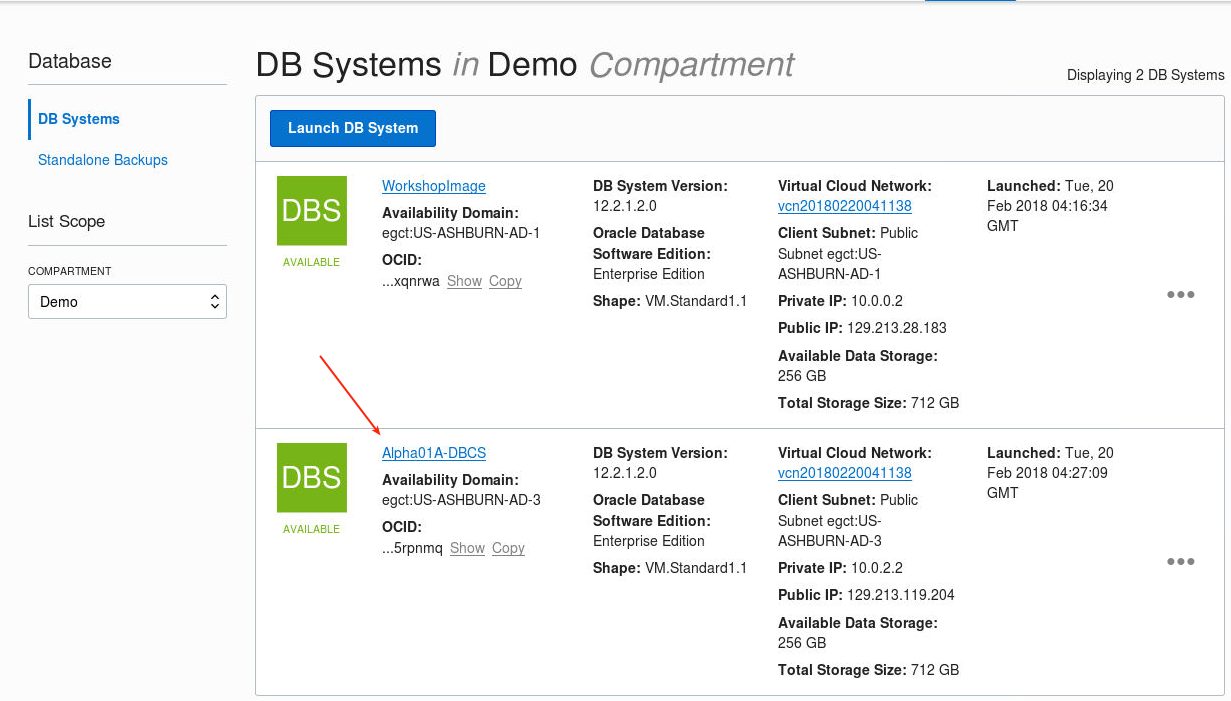 Database
DB Systems
Standalone Backups
List Scope
COMPARTMENT
Demo
DB Systems in Demo Compartment
Displaying 2 DB Systems
Launch DB System
DBS
AVAILABLE
WorkshopImage
Availability Domain:
egct:US-ASHBURN-AD-1
OCID:
...xqnrwa Show Copy
DB System Version:
12.2.1.2.0
Oracle Database
Software Edition:
Enterprise Edition
Shape: VM.Standard1.1
Virtual Cloud Network:
vcn20180220041138
Client Subnet: Public
Subnet egct:US-
ASHBURN-AD-1
Private IP: 10.0.0.2
Public IP: 129.213.28.183
Available Data Storage:
256 GB
Total Storage Size: 712 GB
Launched: Tue, 20
Feb 2018 04:16:34
GMT
DBS
AVAILABLE
Alpha01A-DBCS
Availability Domain:
egct:US-ASHBURN-AD-3
OCID:
...5rpnmq Show Copy
DB System Version:
12.2.1.2.0
Oracle Database
Software Edition:
Enterprise Edition
Shape: VM.Standard1.1
Virtual Cloud Network:
vcn20180220041138
Client Subnet: Public
Subnet egct:US-
ASHBURN-AD-3
Private IP: 10.0.2.2
Public IP: 129.213.119.204
Available Data Storage:
256 GB
Total Storage Size: 712 GB
Launched: Tue, 20
Feb 2018 04:27:09
GMT